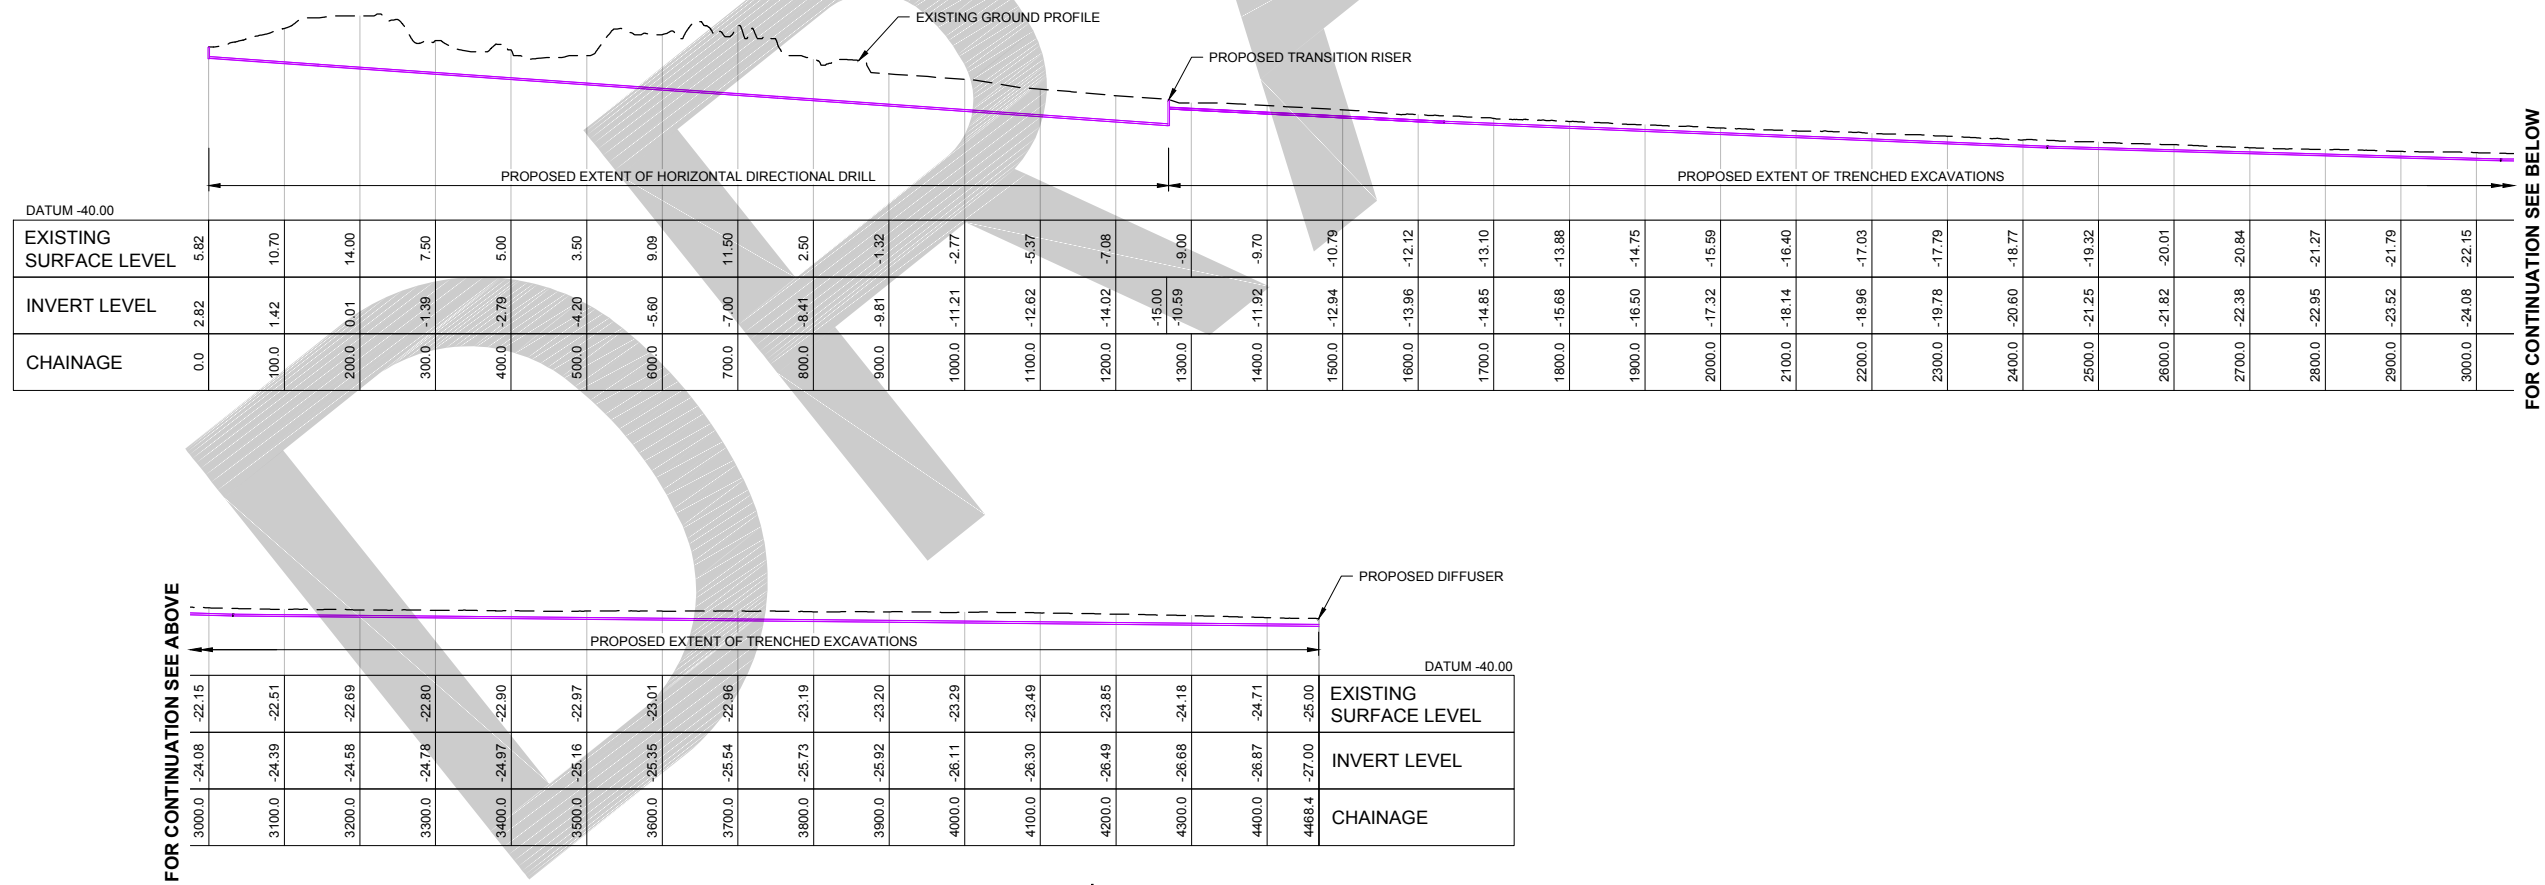 EXISTING GROUND PROFILE
PROPOSED TRANSITION RISER
PROPOSED EXTENT OF HORIZONTAL DIRECTIONAL DRILL
PROPOSED EXTENT OF TRENCHED EXCAVATIONS
FOR CONTINUATION SEE BELOW
DATUM -40.00
EXISTING
SURFACE LEVEL
5.82 10.70 14.00 7.50 5.00 3.50 9.09 11.50 2.50 -1.32 -2.77 -5.37 -7.08 -9.00 -9.70 -10.79 -12.12 -13.10 -13.88 -14.75 -15.59 -16.40 -17.03 -17.79 -18.77 -19.32 -20.01 -20.84 -21.27 -21.79 -22.15
INVERT LEVEL 2.82 1.42 0.01 -1.39 -2.79 -4.20 -5.60 -7.00 -8.41 -9.81 -11.21 -12.62 -14.02 -15.00 -10.59 -11.92 -12.94 -13.96 -14.85 -15.68 -16.50 -17.32 -18.14 -18.96 -19.78 -20.60 -21.25 -21.82 -22.38 -22.95 -23.52 -24.08
CHAINAGE 0.0 100.0 200.0 300.0 400.0 500.0 600.0 700.0 800.0 900.0 1000.0 1100.0 1200.0 1300.0 1400.0 1500.0 1600.0 1700.0 1800.0 1900.0 2000.0 2100.0 2200.0 2300.0 2400.0 2500.0 2600.0 2700.0 2800.0 2900.0 3000.0
FOR CONTINUATION SEE ABOVE
PROPOSED DIFFUSER
PROPOSED EXTENT OF TRENCHED EXCAVATIONS
DATUM -40.00
-22.15 -22.51 -22.69 -22.80 -22.90 -22.97 -23.01 -22.96 -23.19 -23.20 -23.29 -23.49 -23.85 -24.18 -24.71 -25.00 EXISTING
SURFACE LEVEL
-24.08 -24.39 -24.58 -24.78 -24.97 -25.16 -25.35 -25.54 -25.73 -25.92 -26.11 -26.30 -26.49 -26.68 -26.87 -27.00 INVERT LEVEL
3000.0 3100.0 3200.0 3300.0 3400.0 3500.0 3600.0 3700.0 3800.0 3900.0 4000.0 4100.0 4200.0 4300.0 4400.0 4468.4 CHAINAGE
DR